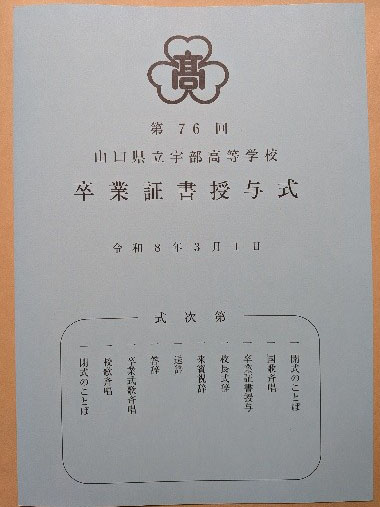 高
第76回
山口県立宇部高等学校
卒業証書授与式
令和8年3月1日
式次第
一 開式のことば
一 国歌斉唱
一 卒業証書授与
一 校長式辞
一 来賓祝辞
一 送辞
一 答辞
一 卒業式歌斉唱
一 校歌斉唱
一 閉式のことば